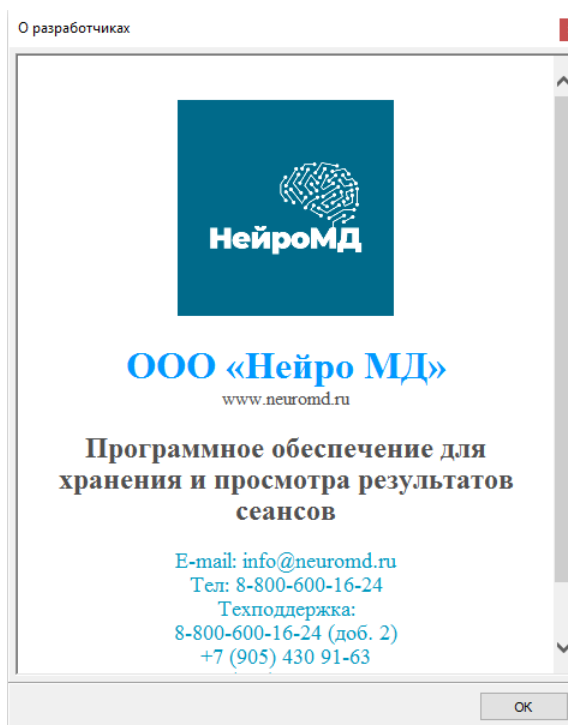 О разработчиках
НейроМД
ООО «Нейро МД»
www.neuromd.ru
Программное обеспечение для
хранения и просмотра результатов
сеансов
E-mail: info@neuromd.ru
Тел: 8-800-600-16-24
Техподдержка:
8-800-600-16-24 (доб. 2)
+7 (905) 430 91-63
OK